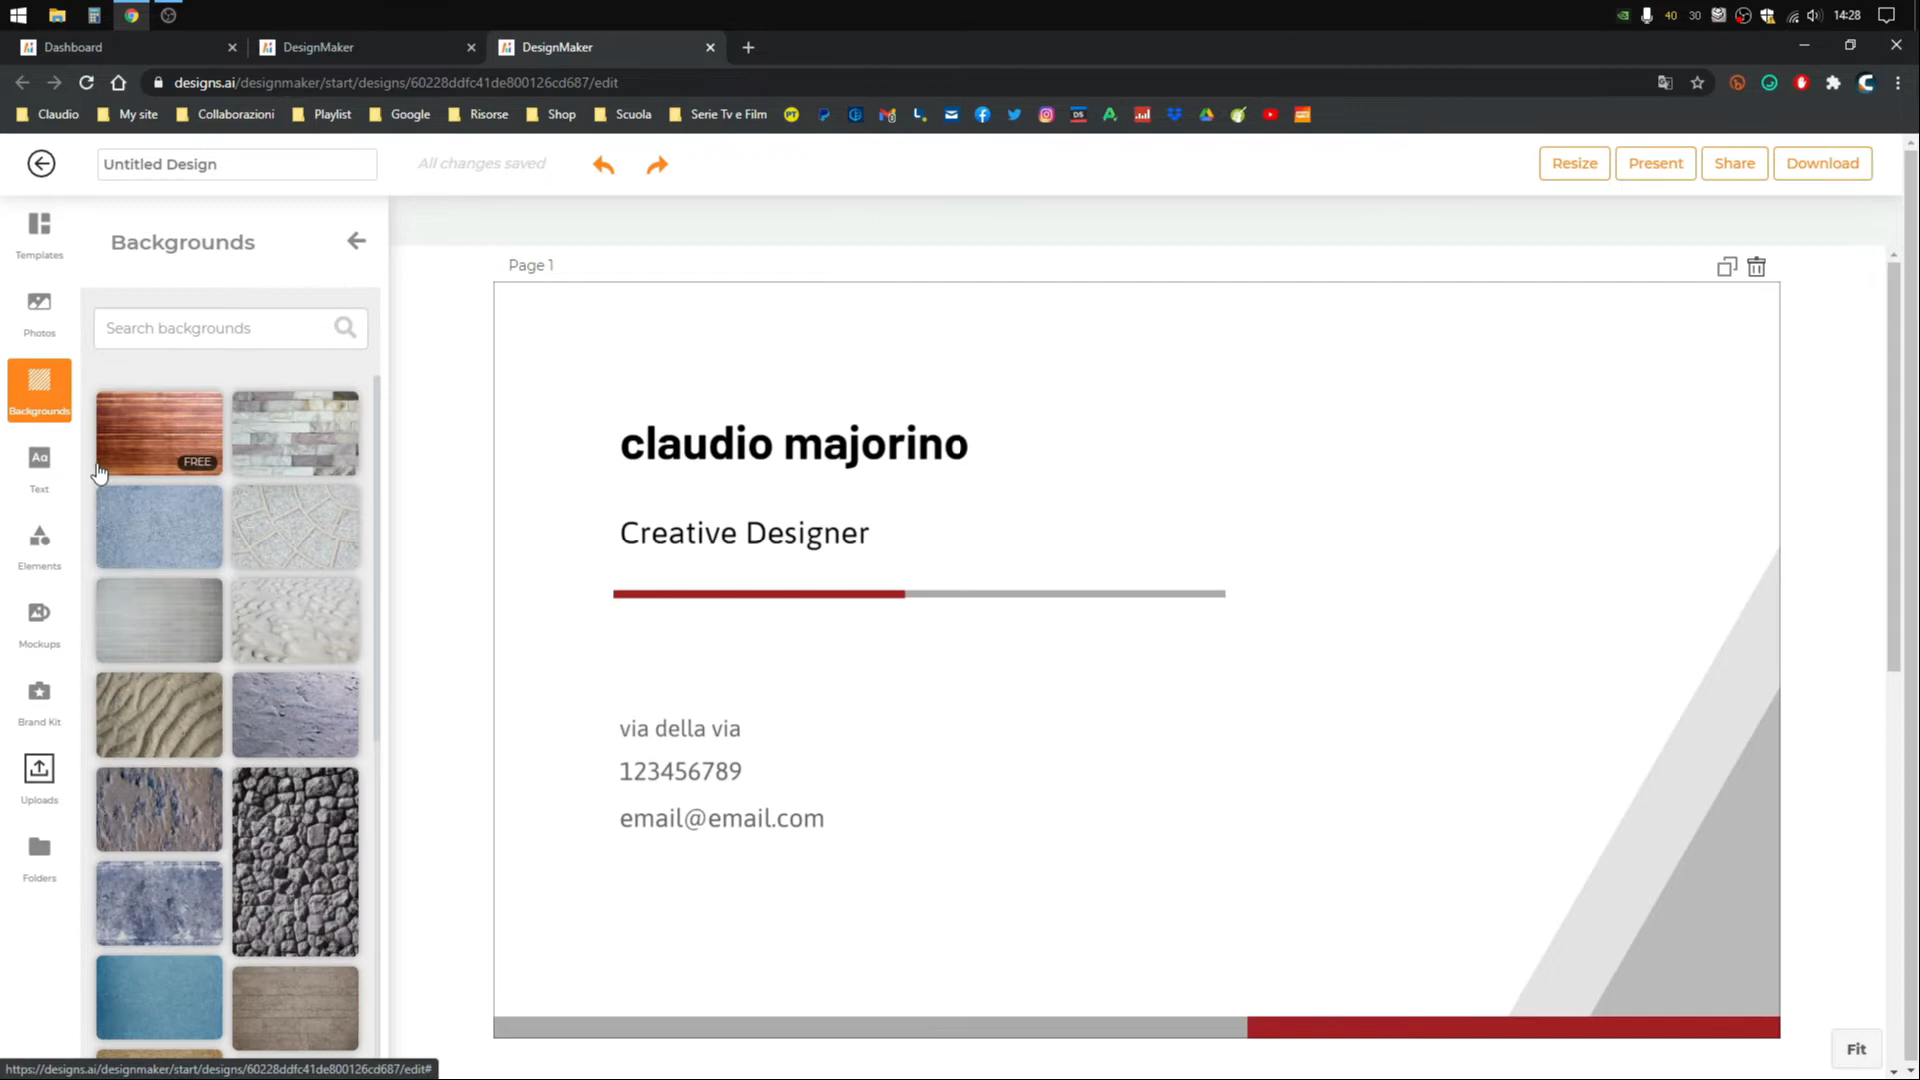 14:28
40
30
Dashboard
DesignMaker
DesignMaker
designs.ai/designmaker/start/designs/60228ddfc41de800126cd687/edit
Claudio
My site
Collaborazioni
Playlist
Google
Risorse
Shop
Scuola
Serie Tv e Film
Untitled Design
All changes saved
Resize
Present
Share
Download
Templates
Photos
Backgrounds
Text
Elements
Mockups
Brand Kit
Uploads
Folders
Backgrounds
Search backgrounds
FREE
Page 1
claudio majorino
Creative Designer
via della via
123456789
email@email.com
Fit
https://designs.ai/designmaker/start/designs/60228ddfc41de800126cd687/edit#